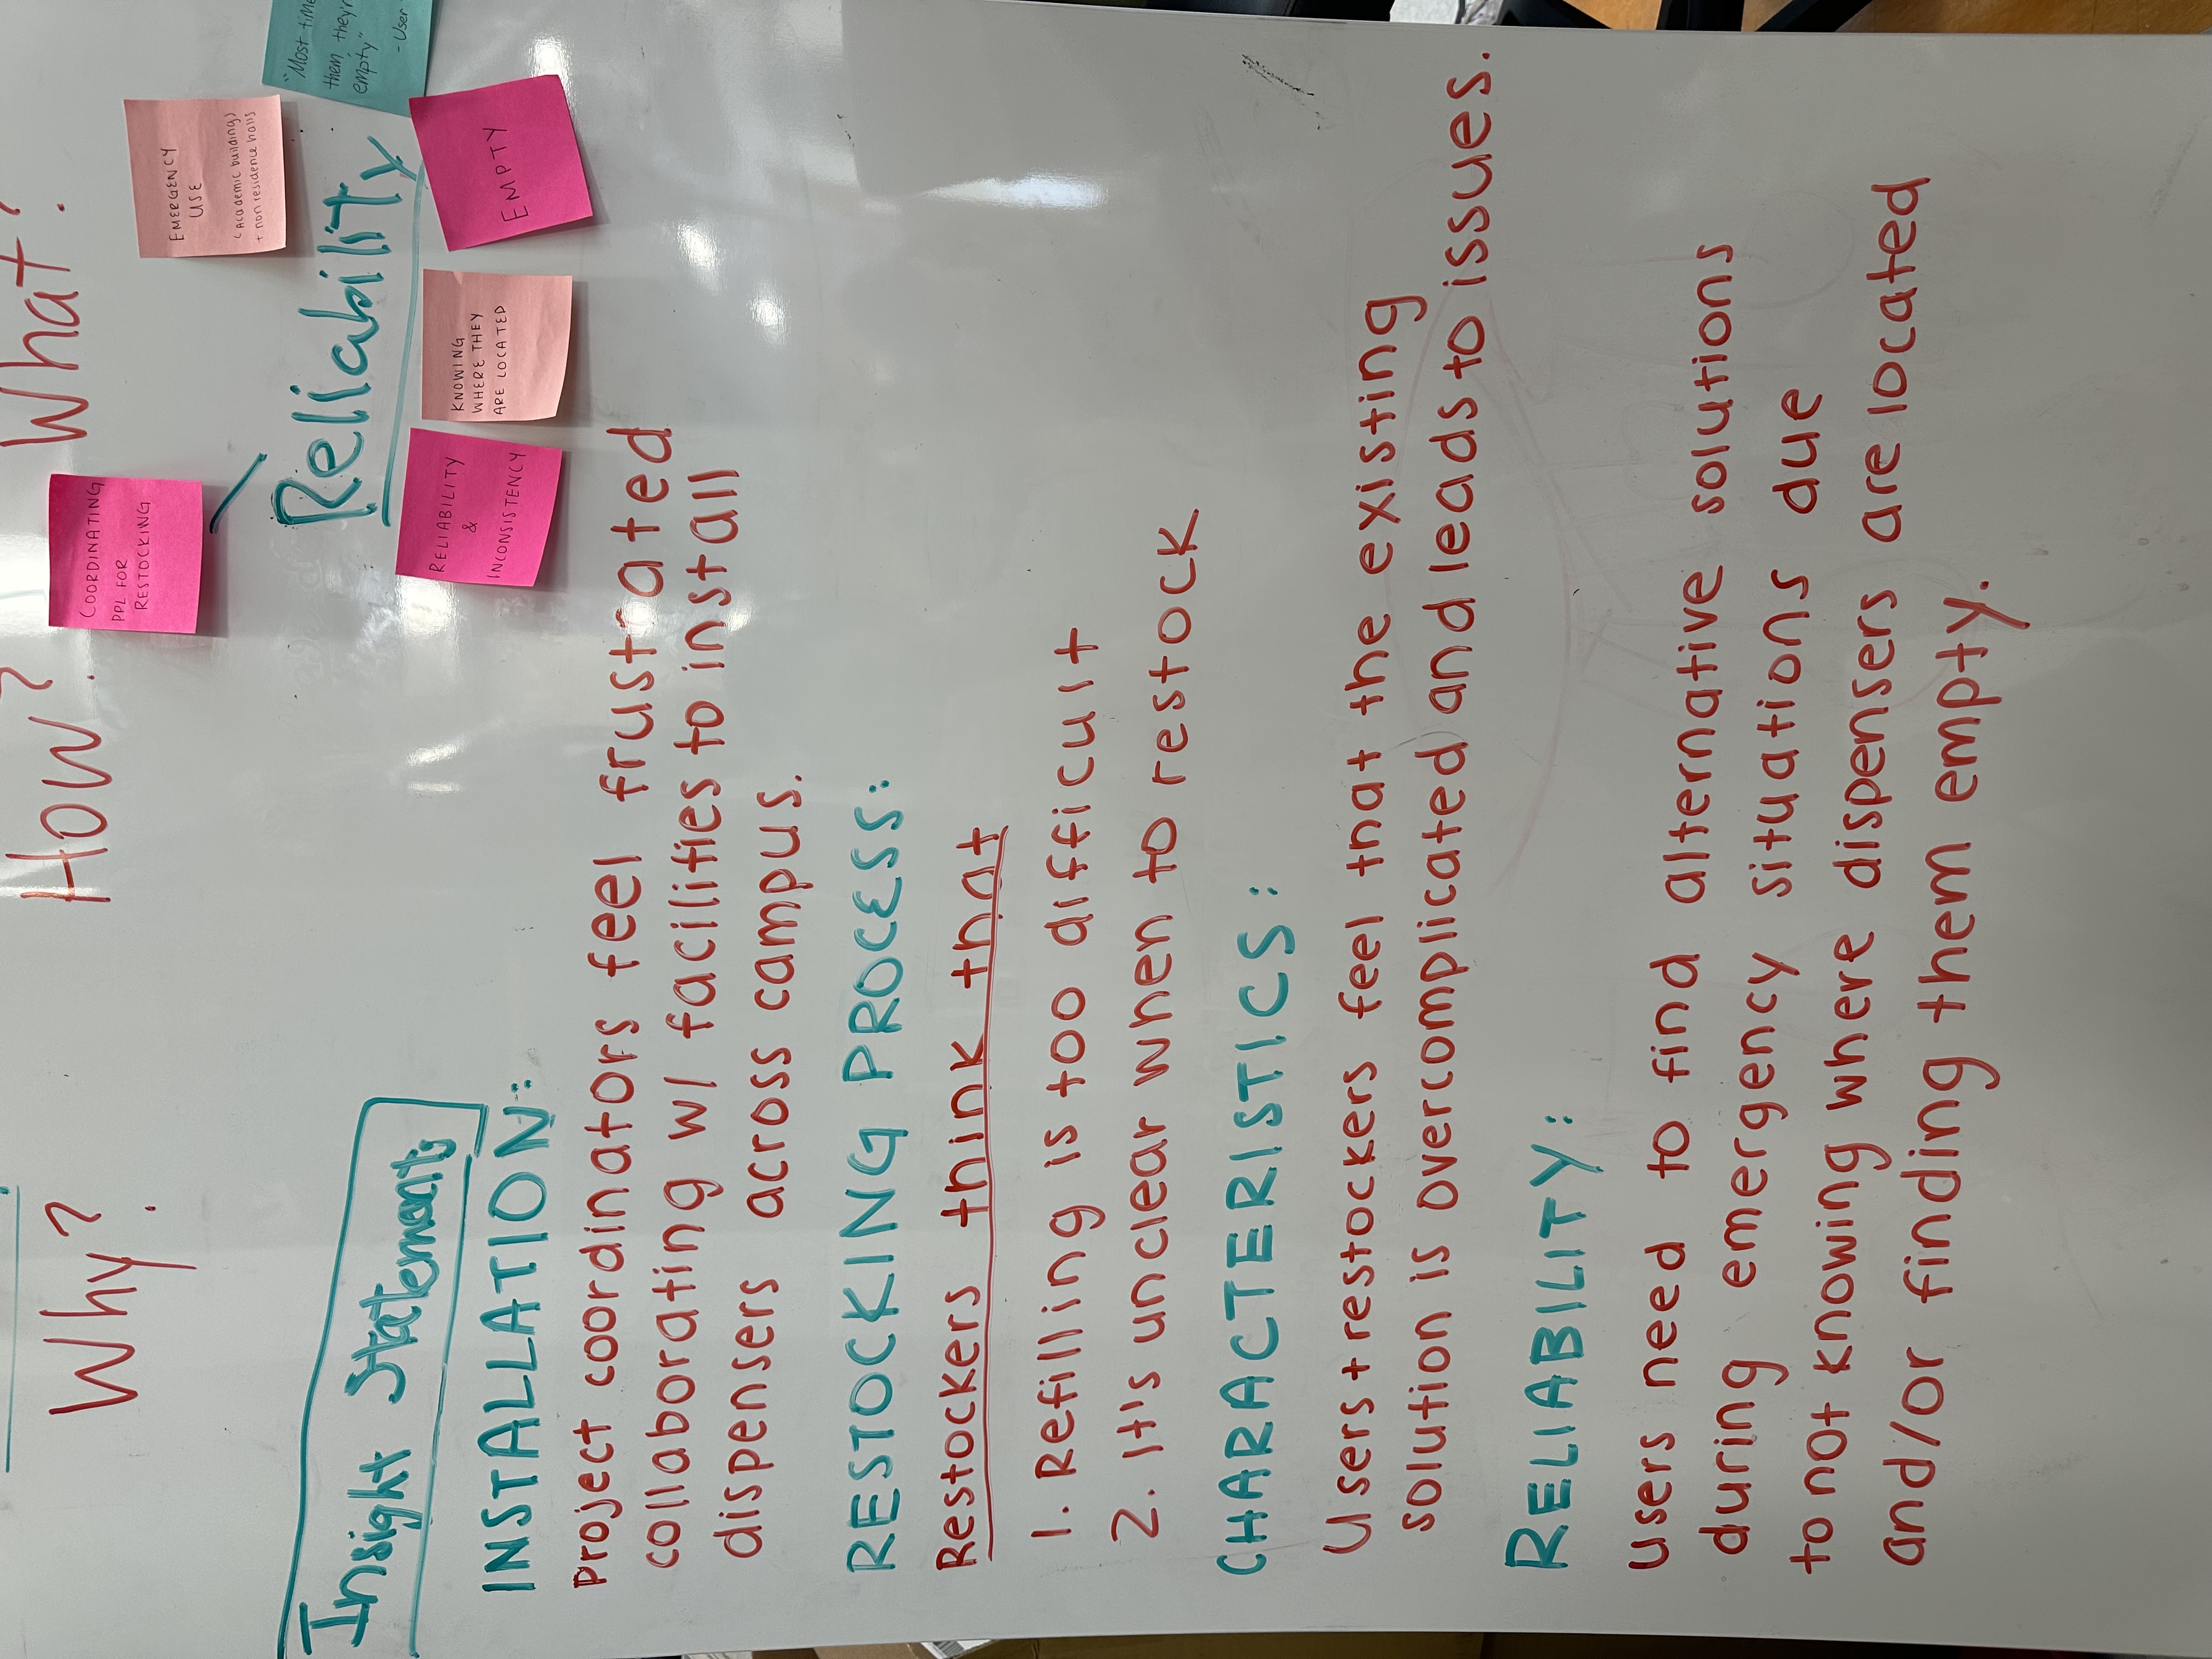 Why?
How?
What?
COORDINATING
PPL FOR
RESTOCKING
EMERGENCY
USE
(Academic buildings
+ non residence halls
Reliability
"Most time
them, they'r
empty"
- User
RELIABILITY
&
INCONSISTENCY
KNOWING
WHERE THEY
ARE LOCATED
EMPTY
Insight Statements
INSTALLATION:
Project coordinators feel frustrated
collaborating w/ facilities to install
dispensers across campus.
RESTOCKING PROCESS:
Restockers think that
1. Refilling is too difficult
2. It's unclear when to restock
CHARACTERISTICS:
Users + restockers feel that the existing
solution is overcomplicated and leads to issues.
RELIABILITY:
Users need to find alternative solutions
during emergency situations due
to not knowing where dispensers are located
and/or finding them empty.